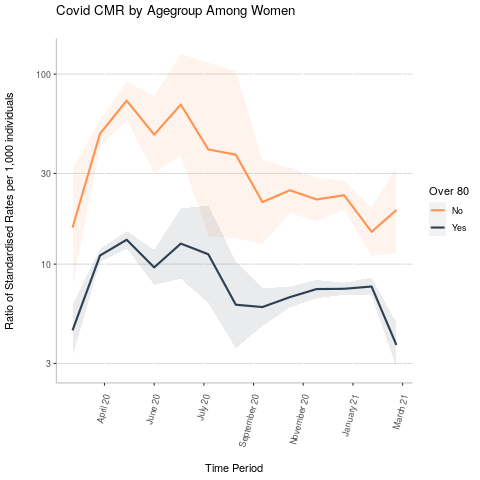 Covid CMR by Agegroup Among Women
Ratio of Standardised Rates per 1,000 individuals
100
30
10
3
April 20
June 20
July 20
September 20
November 20
January 21
March 21
Time Period
Over 80
No
Yes